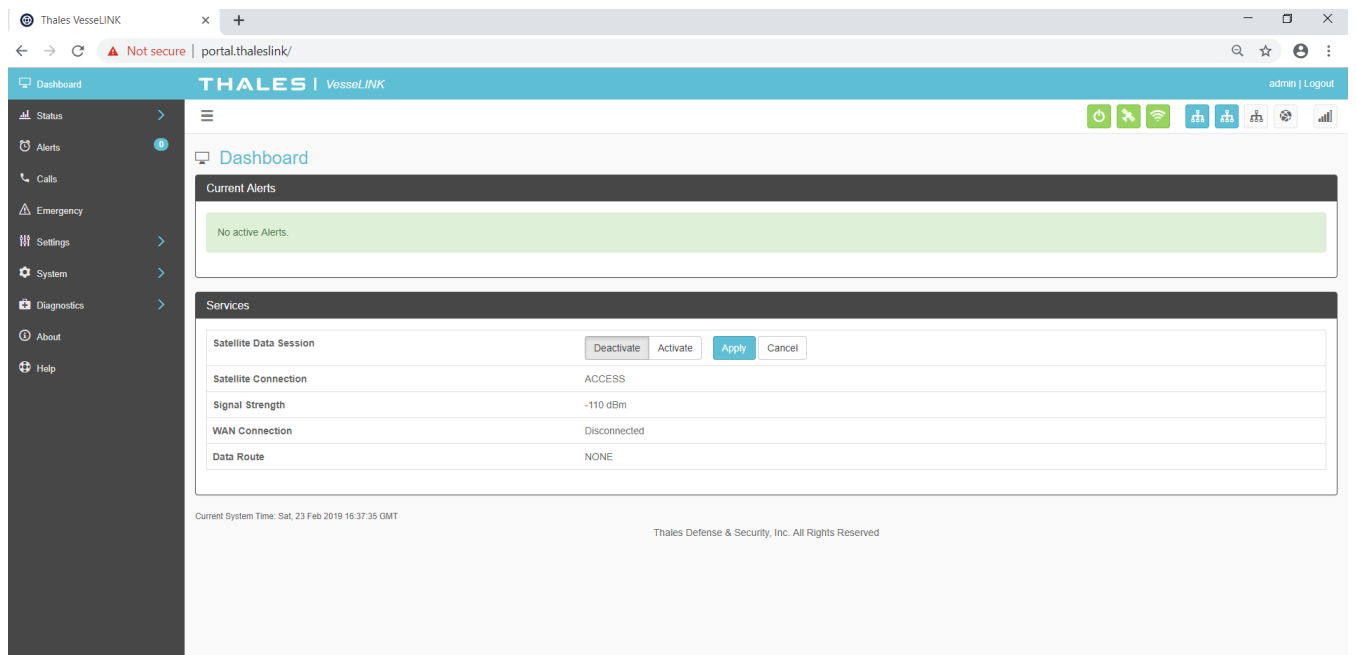 Thales VesseLINK
Not secure | portal.thaleslink/
Dashboard
THALES | VesseLINK
admin | Logout
Status
Alerts
0
Calls
Emergency
Settings
System
Diagnostics
About
Help
Dashboard
Current Alerts
No active Alerts.
Services
Satellite Data Session
Deactivate
Activate
Apply
Cancel
Satellite Connection
ACCESS
Signal Strength
-110 dBm
WAN Connection
Disconnected
Data Route
NONE
Current System Time: Sat, 23 Feb 2019 16:37:35 GMT
Thales Defense & Security, Inc. All Rights Reserved